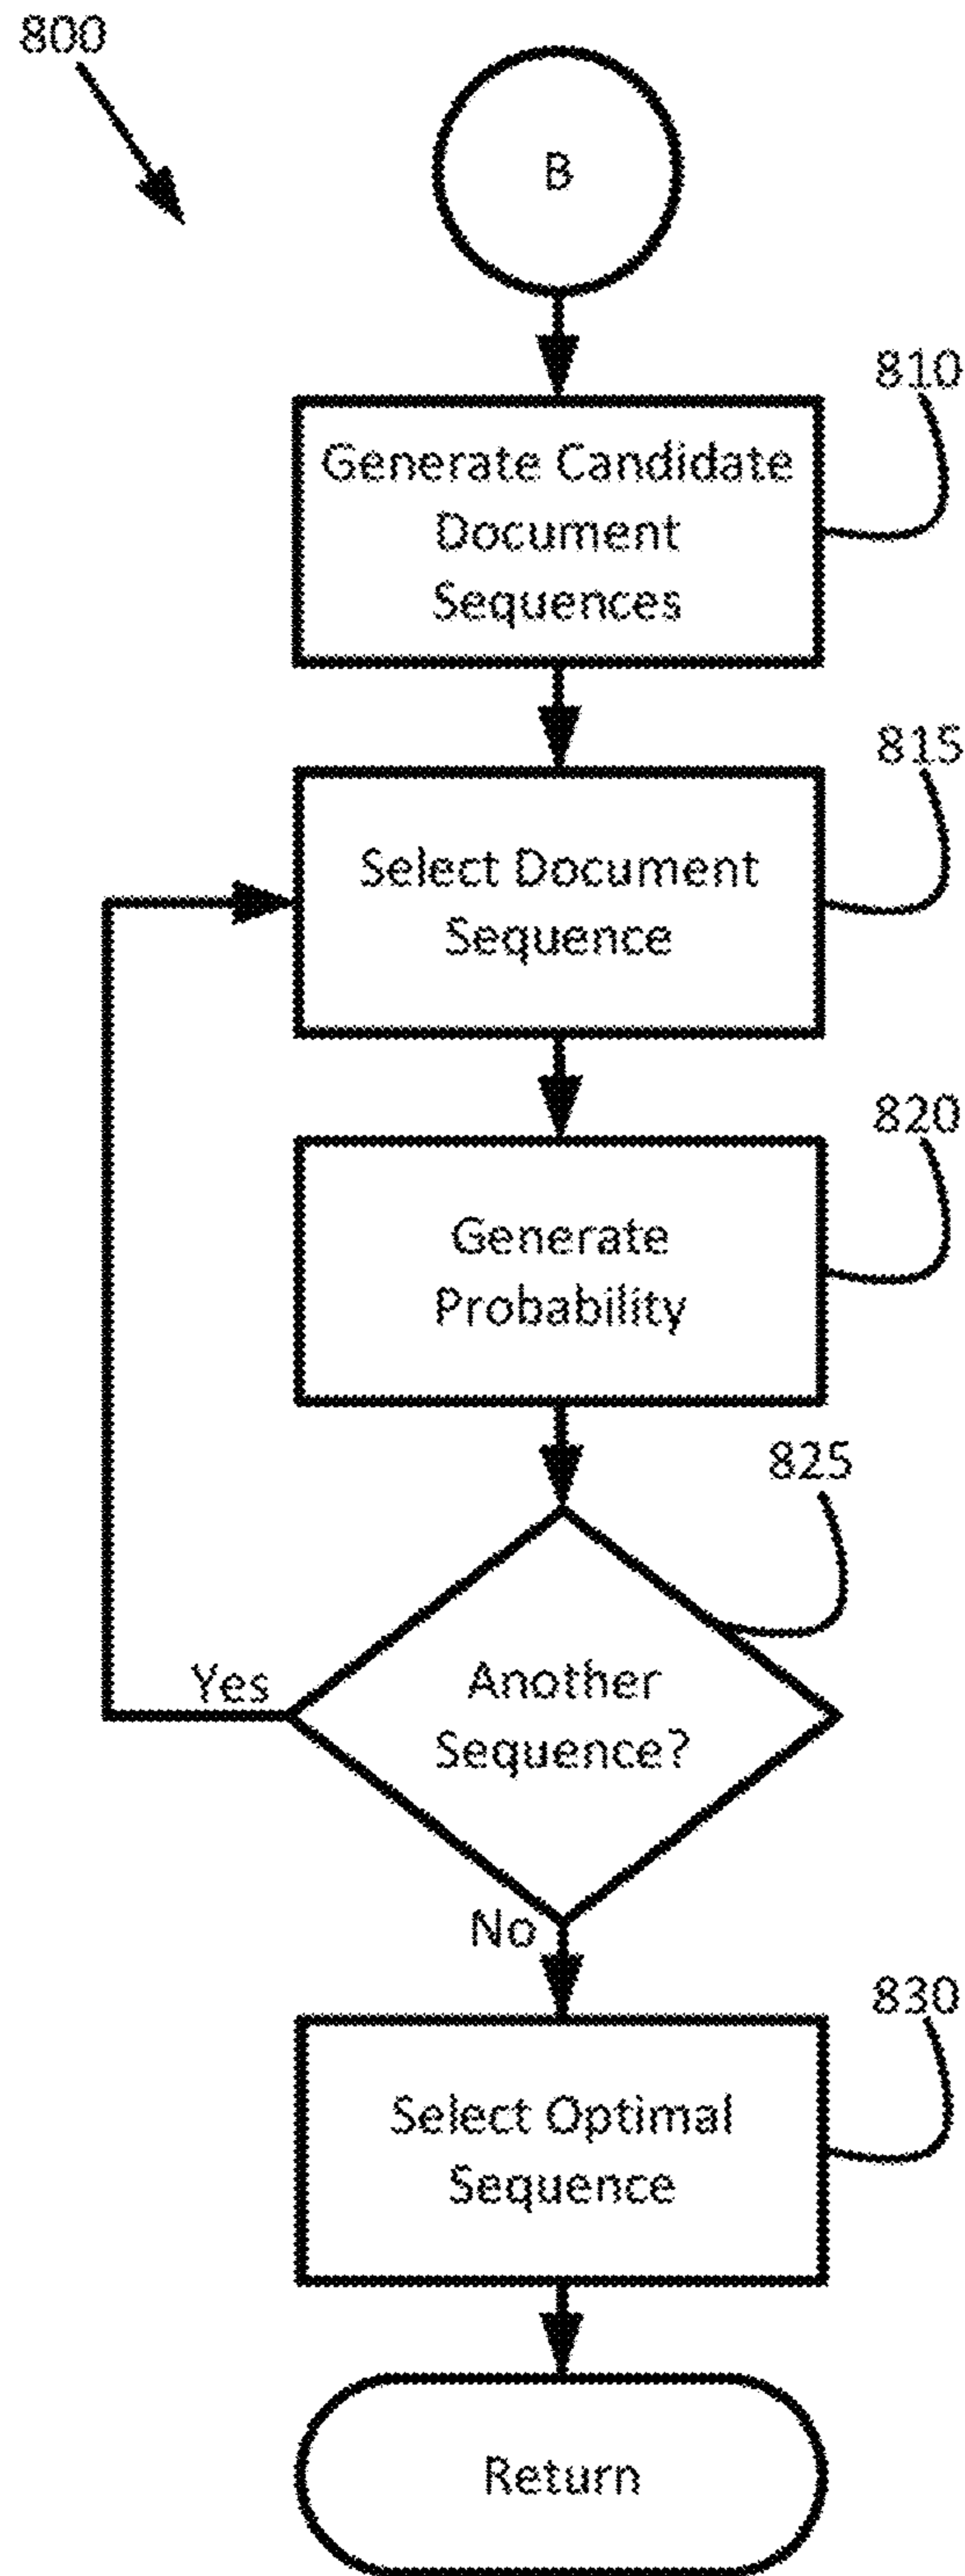 800
B
810
Generate Candidate
Document
Sequences
815
Select Document
Sequence
820
Generate
Probability
825
Another
Sequence?
Yes
No
830
Select Optimal
Sequence
Return